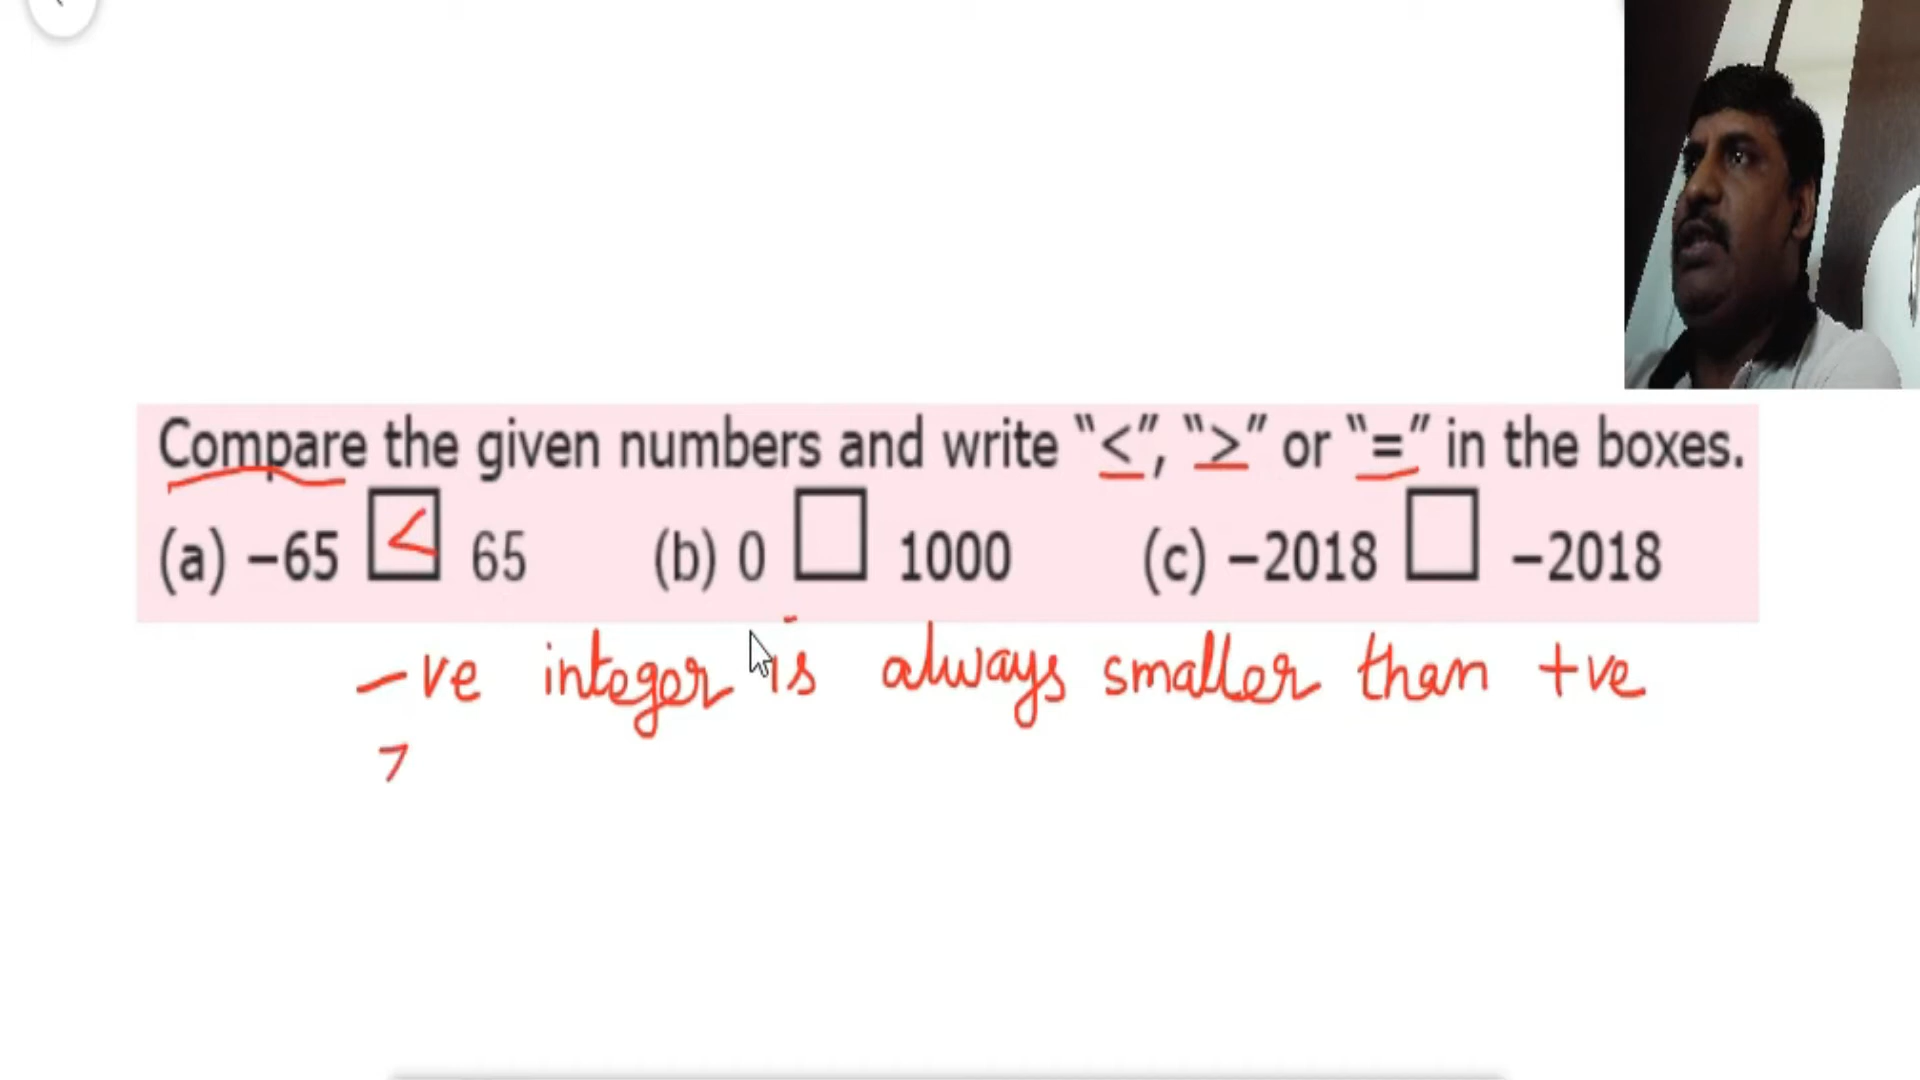 Compare the given numbers and write “<”, “>” or “=” in the boxes.
(a) −65 < 65 (b) 0 □ 1000 (c) −2018 □ −2018
-ve integer is always smaller than +ve